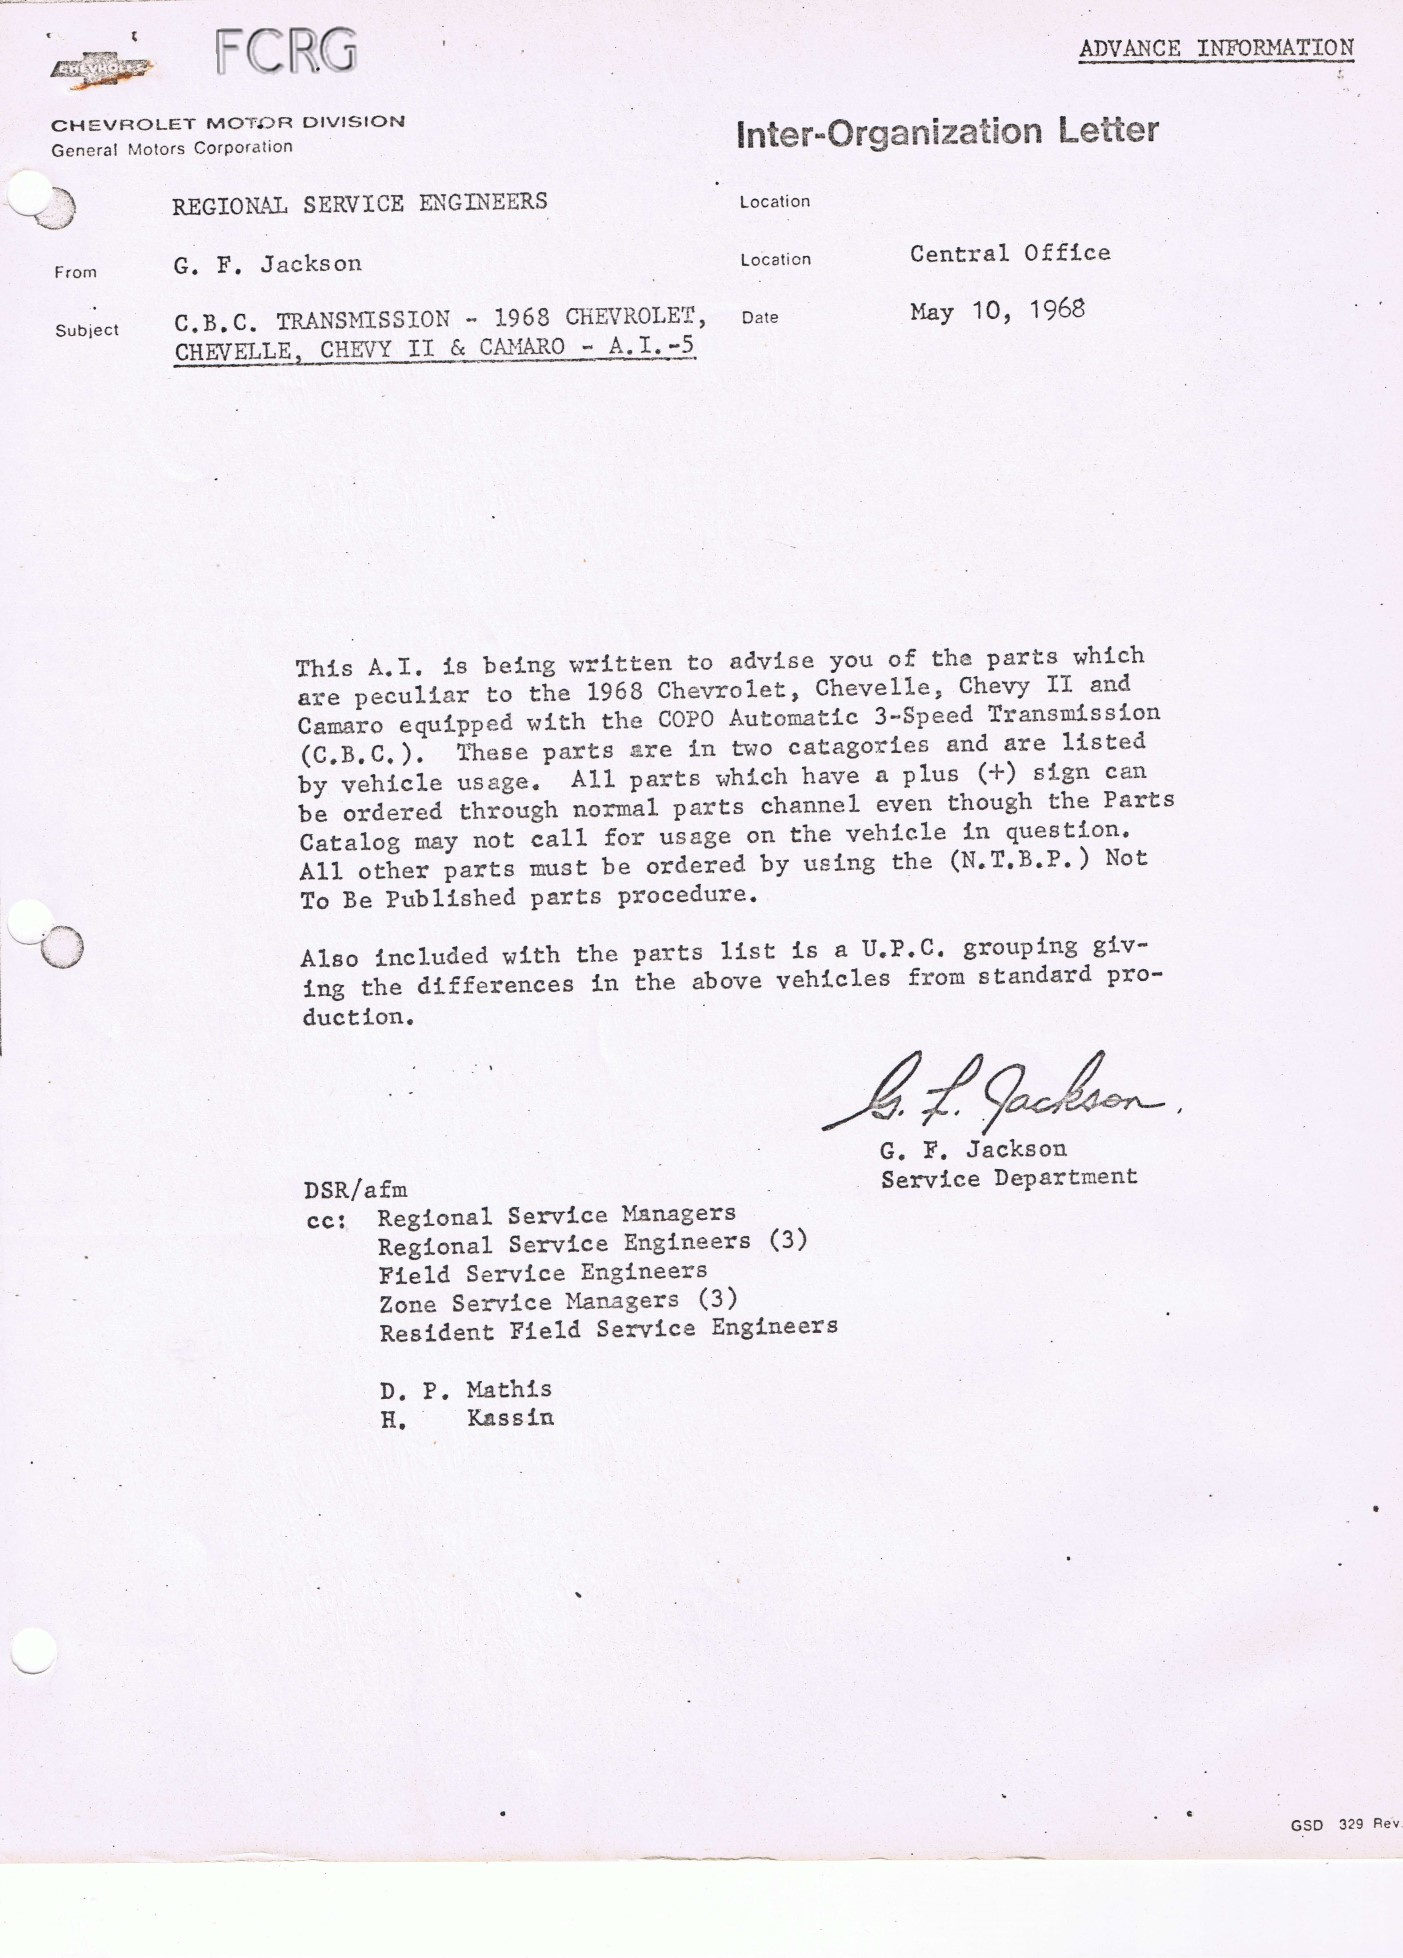 FCRG
ADVANCE INFORMATION
CHEVROLET
CHEVROLET MOTOR DIVISION
General Motors Corporation
Inter-Organization Letter
REGIONAL SERVICE ENGINEERS
Location
From G. F. Jackson
Location Central Office
Subject C.B.C. TRANSMISSION - 1968 CHEVROLET,
CHEVELLE, CHEVY II & CAMARO - A.I.-5
Date May 10, 1968
This A.I. is being written to advise you of the parts which
are peculiar to the 1968 Chevrolet, Chevelle, Chevy II and
Camaro equipped with the COPO Automatic 3-Speed Transmission
(C.B.C.). These parts are in two catagories and are listed
by vehicle usage. All parts which have a plus (+) sign can
be ordered through normal parts channel even though the Parts
Catalog may not call for usage on the vehicle in question.
All other parts must be ordered by using the (N.T.B.P.) Not
To Be Published parts procedure.
Also included with the parts list is a U.P.C. grouping giv-
ing the differences in the above vehicles from standard pro-
duction.
G. F. Jackson
G. F. Jackson
Service Department
DSR/afm
cc: Regional Service Managers
Regional Service Engineers (3)
Field Service Engineers
Zone Service Managers (3)
Resident Field Service Engineers
D. P. Mathis
H. Kassin
GSD 329 Rev.